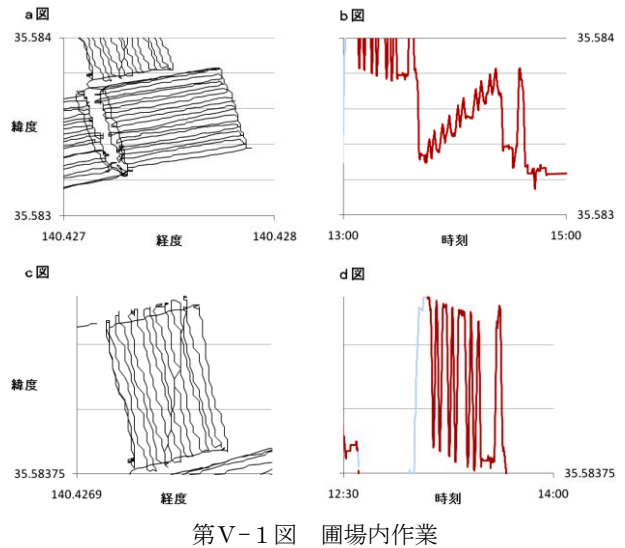 a図
35.584
緯度
35.583
140.427
経度
140.428
b図
35.584
35.583
13:00
時刻
15:00
c図
緯度
140.4269
経度
d図
35.58375
12:30
時刻
14:00
第Ⅴ-1図 圃場内作業